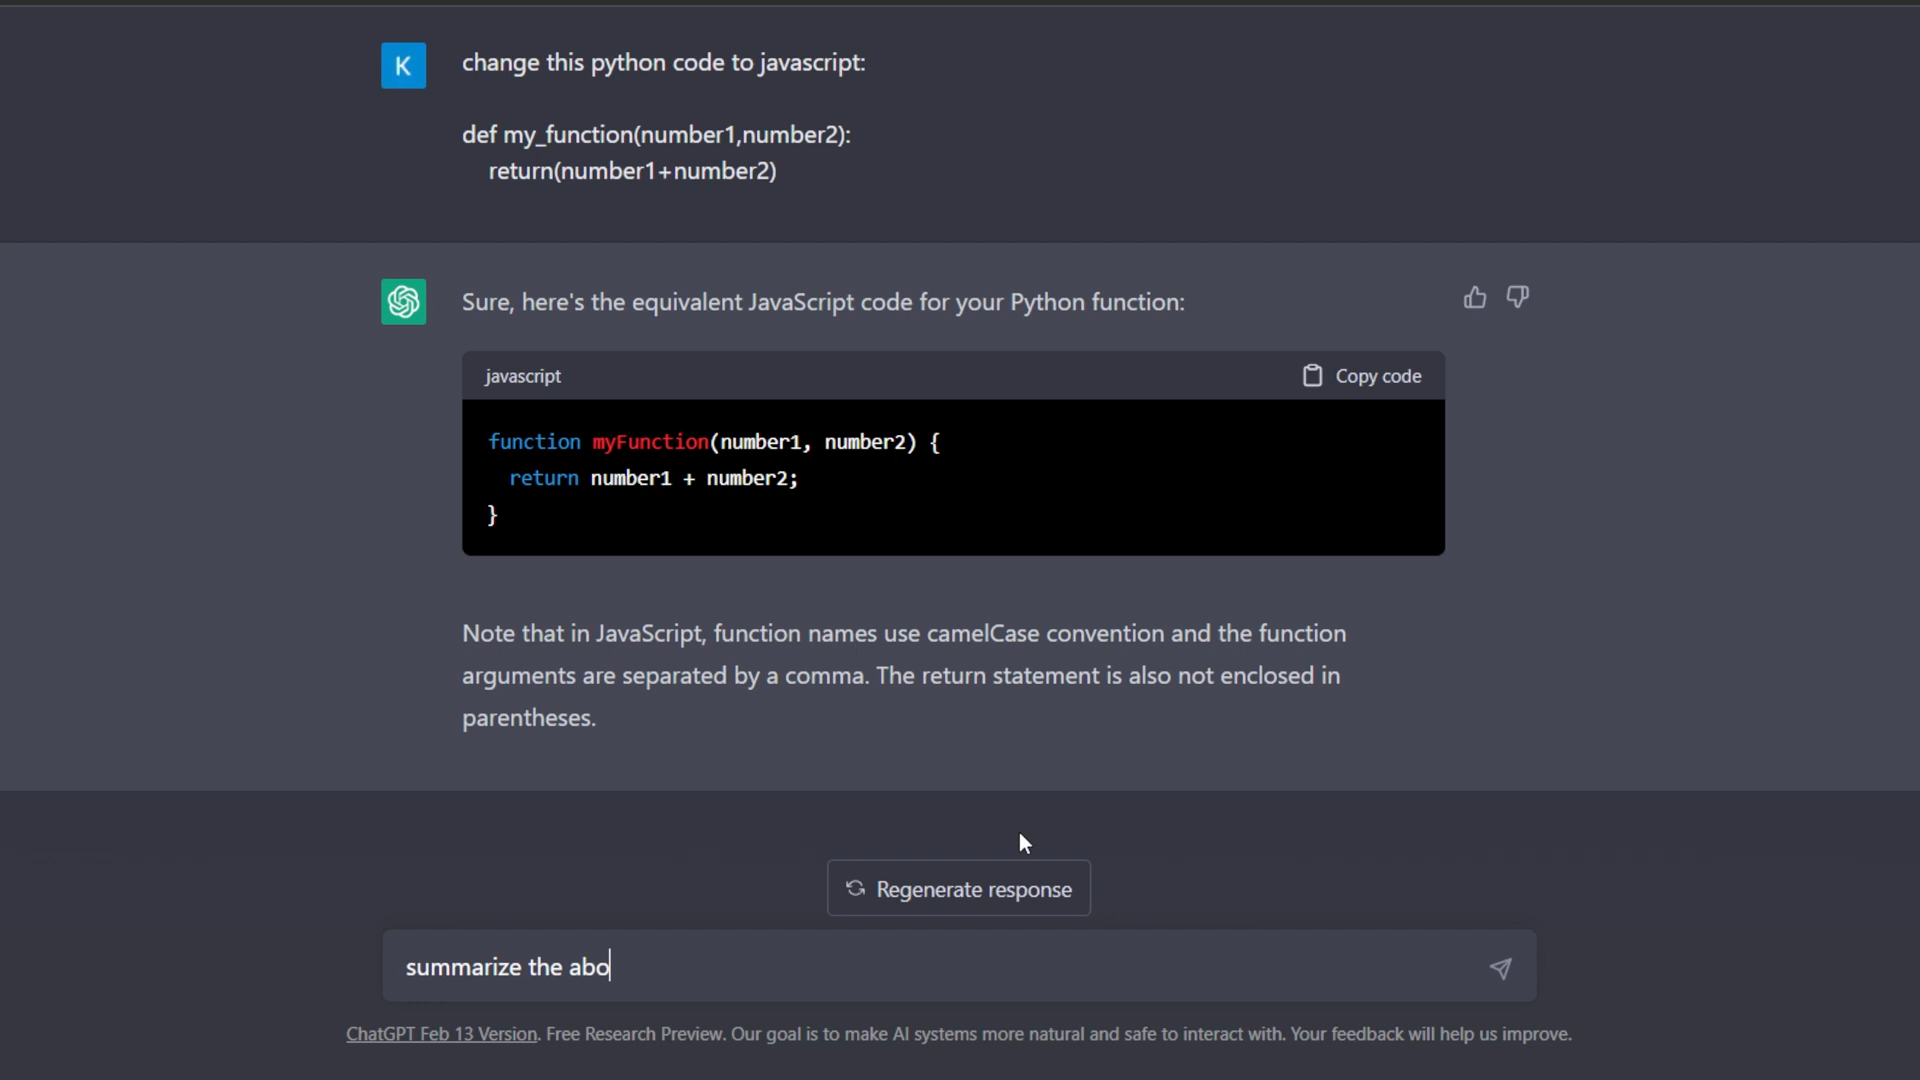 K
change this python code to javascript:
def my_function(number1,number2):
return(number1+number2)
Sure, here's the equivalent JavaScript code for your Python function:
javascript
Copy code
function myFunction(number1, number2) {
return number1 + number2;
}
Note that in JavaScript, function names use camelCase convention and the function
arguments are separated by a comma. The return statement is also not enclosed in
parentheses.
Regenerate response
summarize the abo
ChatGPT Feb 13 Version. Free Research Preview. Our goal is to make AI systems more natural and safe to interact with. Your feedback will help us improve.